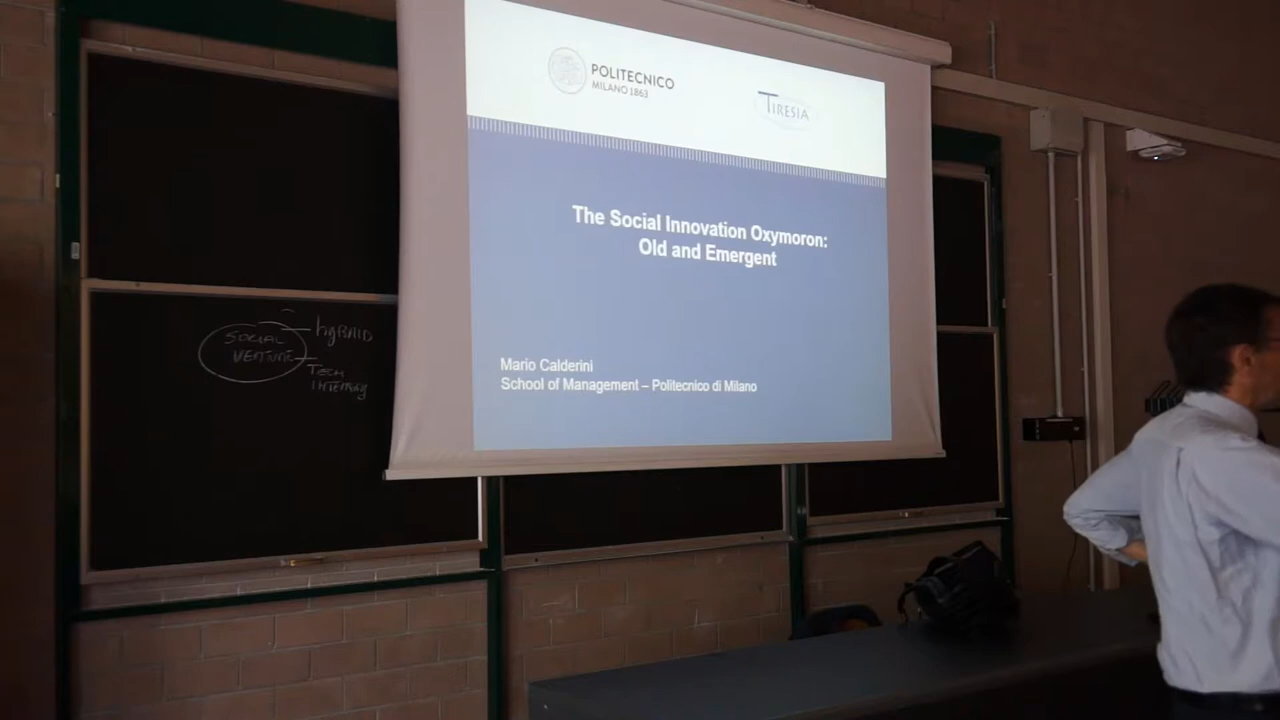 POLITECNICO
MILANO 1863
TIRESIA
The Social Innovation Oxymoron:
Old and Emergent
Mario Calderini
School of Management – Politecnico di Milano
SOCIAL
VENTURE
hyBRID
TECH